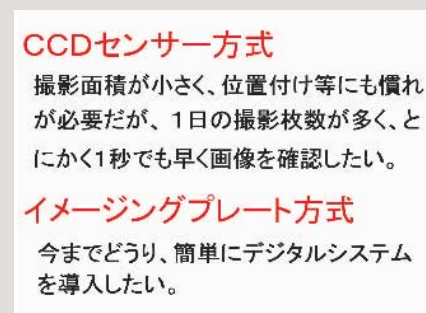 CCDセンサー方式
撮影面積が小さく、位置付け等にも慣れ
が必要だが、1日の撮影枚数が多く、と
にかく1秒でも早く画像を確認したい。
イメージングプレート方式
今までどうり、簡単にデジタルシステム
を導入したい。